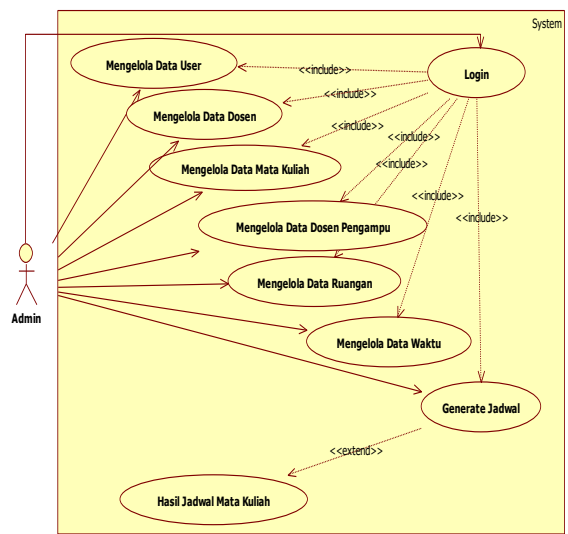 System
Mengelola Data User
<<include>>
Login
Mengelola Data Dosen
<<include>>
<<include>>
<<include>>
Mengelola Data Mata Kuliah
<<include>>
<<include>>
<<include>>
Mengelola Data Dosen Pengampu
Mengelola Data Ruangan
Admin
Mengelola Data Waktu
Generate Jadwal
<<extend>>
Hasil Jadwal Mata Kuliah